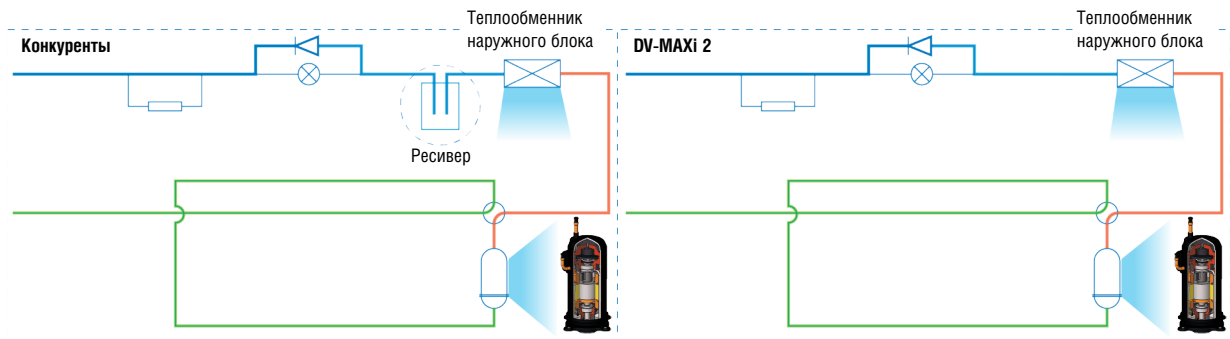 Конкуренты
Теплообменник
наружного блока
Ресивер
DV-MAXi 2
Теплообменник
наружного блока